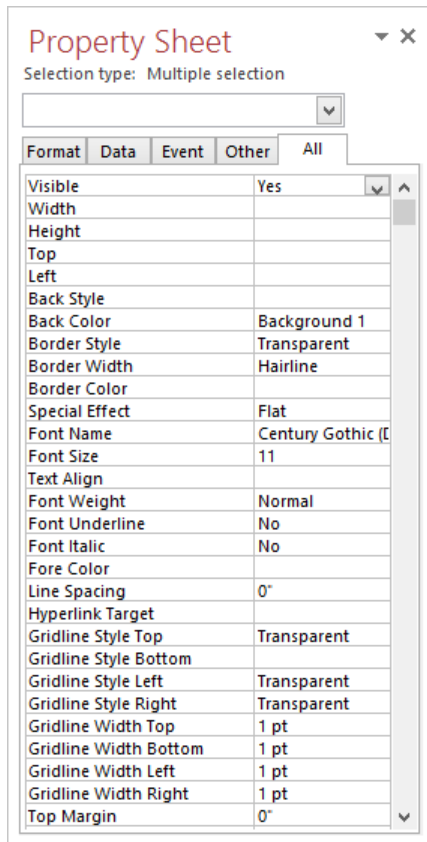 Property Sheet
Selection type: Multiple selection
Format Data Event Other All
Visible Yes
Width
Height
Top
Left
Back Style
Back Color Background 1
Border Style Transparent
Border Width Hairline
Border Color
Special Effect Flat
Font Name Century Gothic (
Font Size 11
Text Align
Font Weight Normal
Font Underline No
Font Italic No
Fore Color
Line Spacing 0"
Hyperlink Target
Gridline Style Top Transparent
Gridline Style Bottom
Gridline Style Left Transparent
Gridline Style Right Transparent
Gridline Width Top 1 pt
Gridline Width Bottom 1 pt
Gridline Width Left 1 pt
Gridline Width Right 1 pt
Top Margin 0"